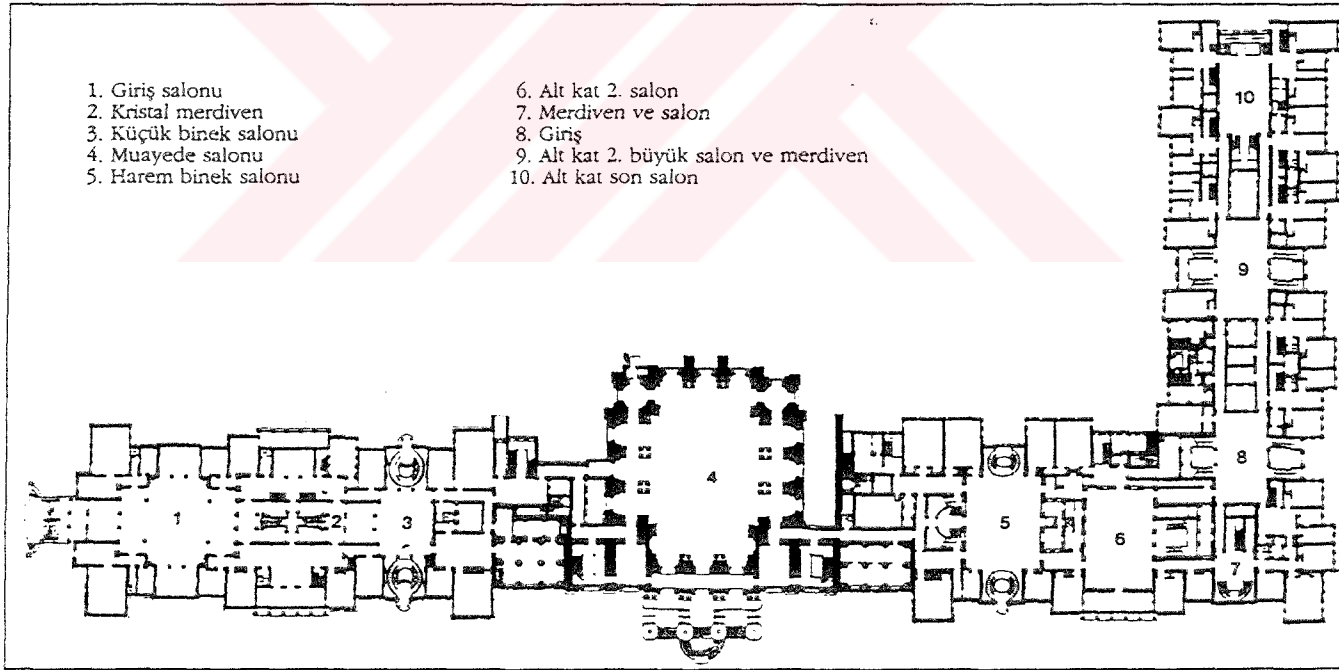 1. Giriş salonu
2. Kristal merdiven
3. Küçük binek salonu
4. Muayede salonu
5. Harem binek salonu
6. Alt kat 2. salon
7. Merdiven ve salon
8. Giriş
9. Alt kat 2. büyük salon ve merdiven
10. Alt kat son salon
10
9
8
1
2
3
4
5
6
7